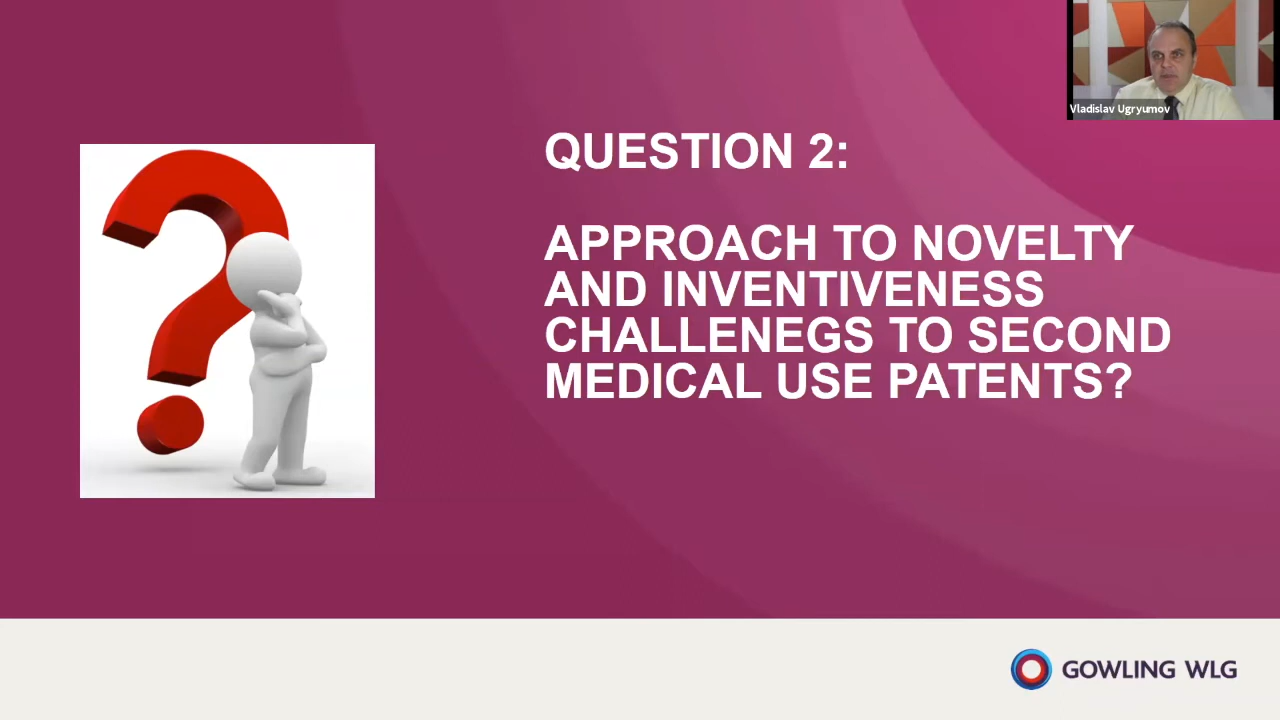 Vladislav Ugryumov
QUESTION 2:
APPROACH TO NOVELTY
AND INVENTIVENESS
CHALLENEGS TO SECOND
MEDICAL USE PATENTS?
GOWLING WLG